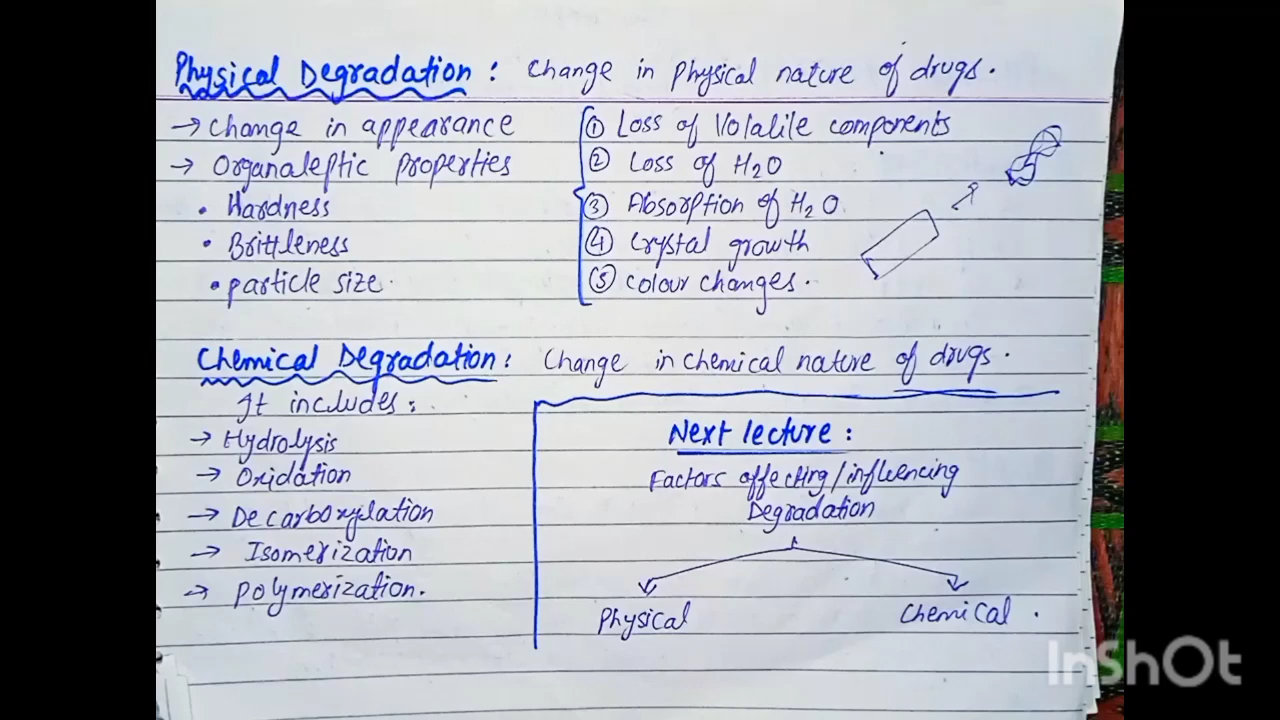 Physical Degradation : Change in Physical nature of drugs.
→ Change in appearance
→ Organaleptic properties
• Hardness
• Brittleness
• particle size.
① Loss of Volatile components
② Loss of H2O
③ Absorption of H2O.
④ Crystal growth
⑤ Colour changes.
Chemical Degradation : Change in chemical nature of drugs.
It includes :
→ Hydrolysis
→ Oxidation
→ Decarboxylation
→ Isomerization
→ Polymerization.
Next lecture :
Factors affecting/influencing
Degradation
Physical
Chemical .
InShOt